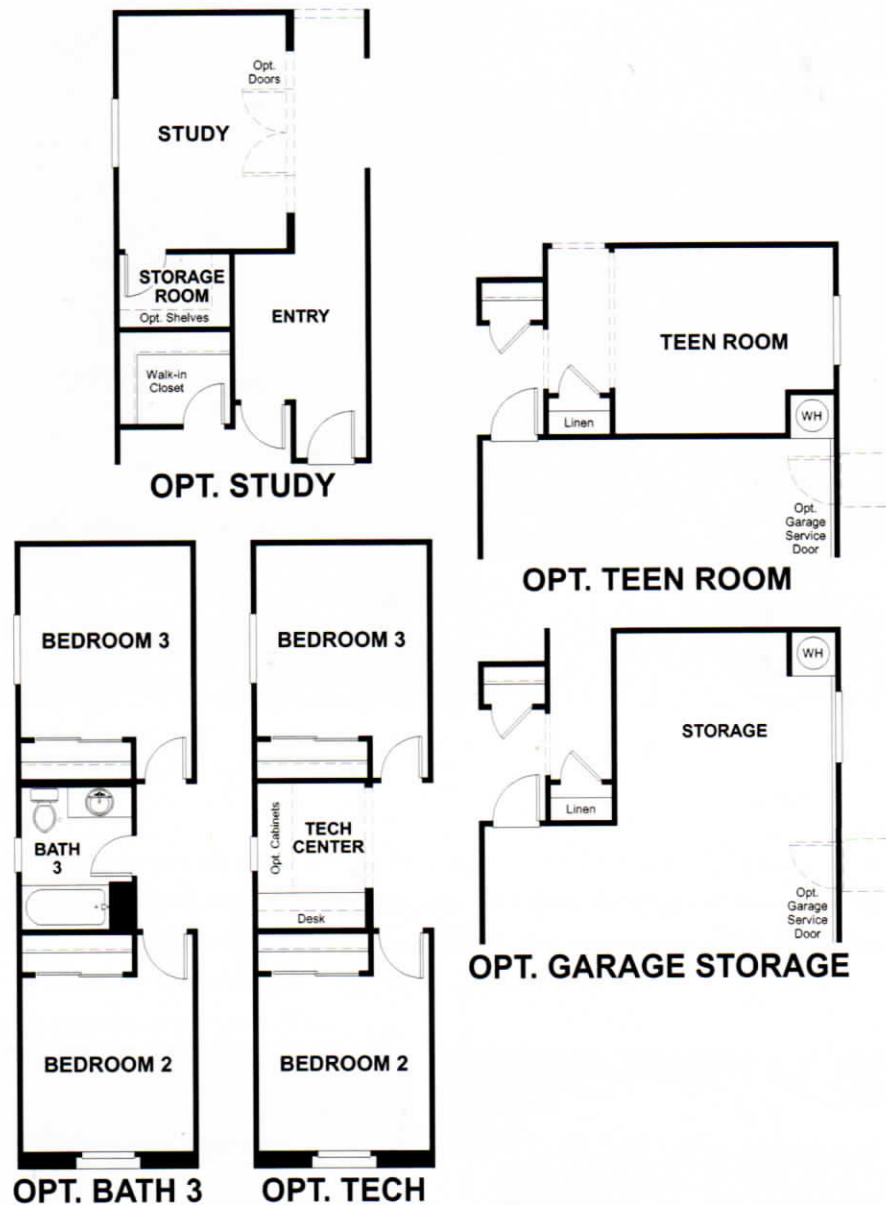 Opt.
Doors
STUDY
STORAGE
ROOM
Opt. Shelves
ENTRY
Walk-in
Closet
OPT. STUDY
TEEN ROOM
Linen
WH
Opt.
Garage
Service
Door
OPT. TEEN ROOM
BEDROOM 3
BATH
3
BEDROOM 2
OPT. BATH 3
BEDROOM 3
Opt. Cabinets
TECH
CENTER
Desk
BEDROOM 2
OPT. TECH
WH
STORAGE
Linen
Opt.
Garage
Service
Door
OPT. GARAGE STORAGE